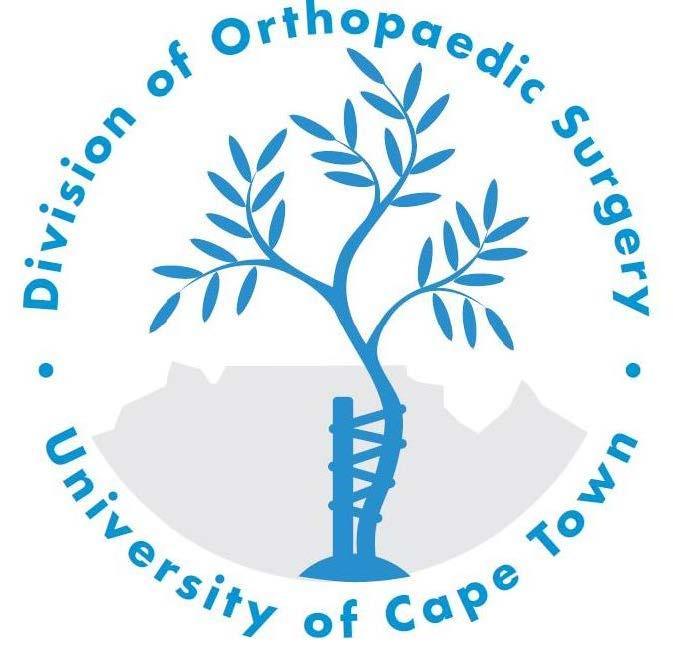 Division of Orthopaedic Surgery
University of Cape Town